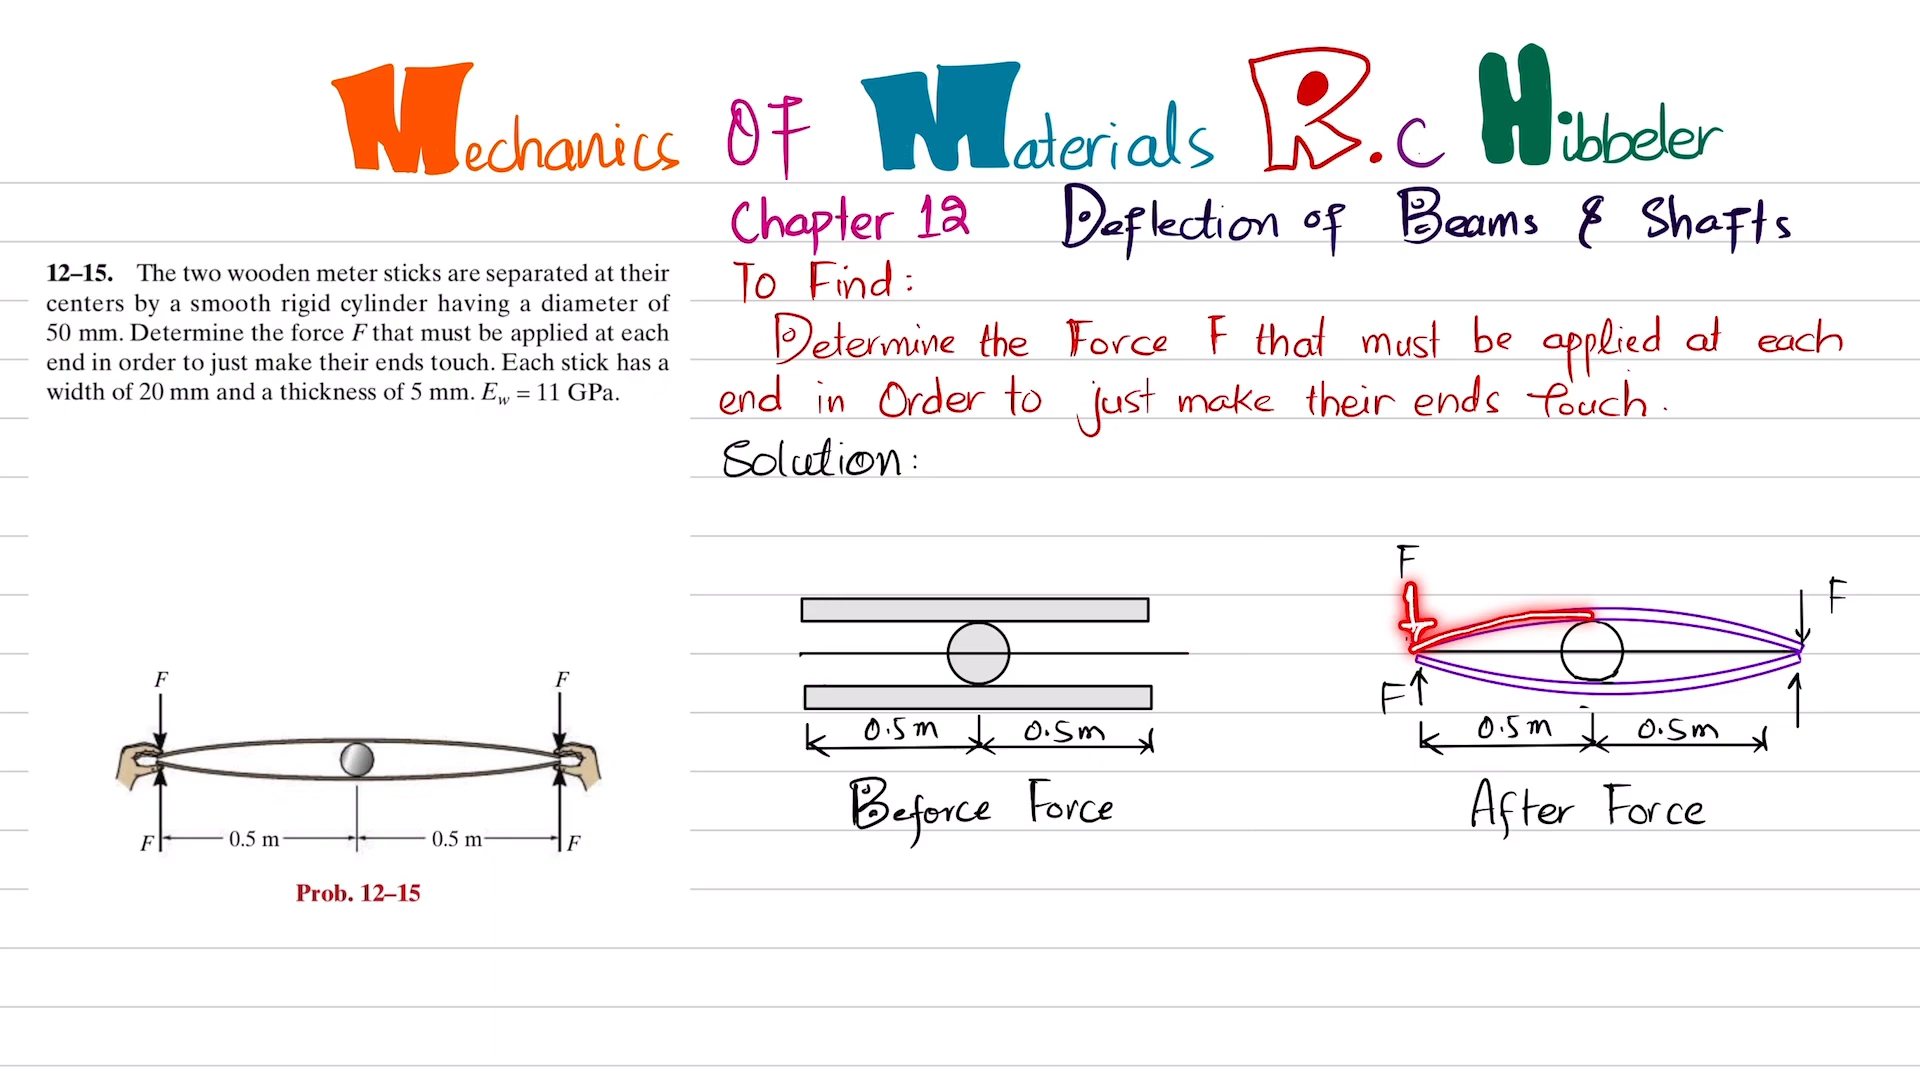 Mechanics OF Materials R.C Hibbeler
Chapter 12 Deflection of Beams & Shafts
12–15. The two wooden meter sticks are separated at their
centers by a smooth rigid cylinder having a diameter of
50 mm. Determine the force F that must be applied at each
end in order to just make their ends touch. Each stick has a
width of 20 mm and a thickness of 5 mm. Ew = 11 GPa.
To Find:
Determine the Force F that must be applied at each
end in Order to just make their ends touch.
Solution:
F F
F 0.5 m 0.5 m F
Prob. 12–15
0.5m 0.5m
Beforce Force
F F
F
0.5m 0.5m
After Force